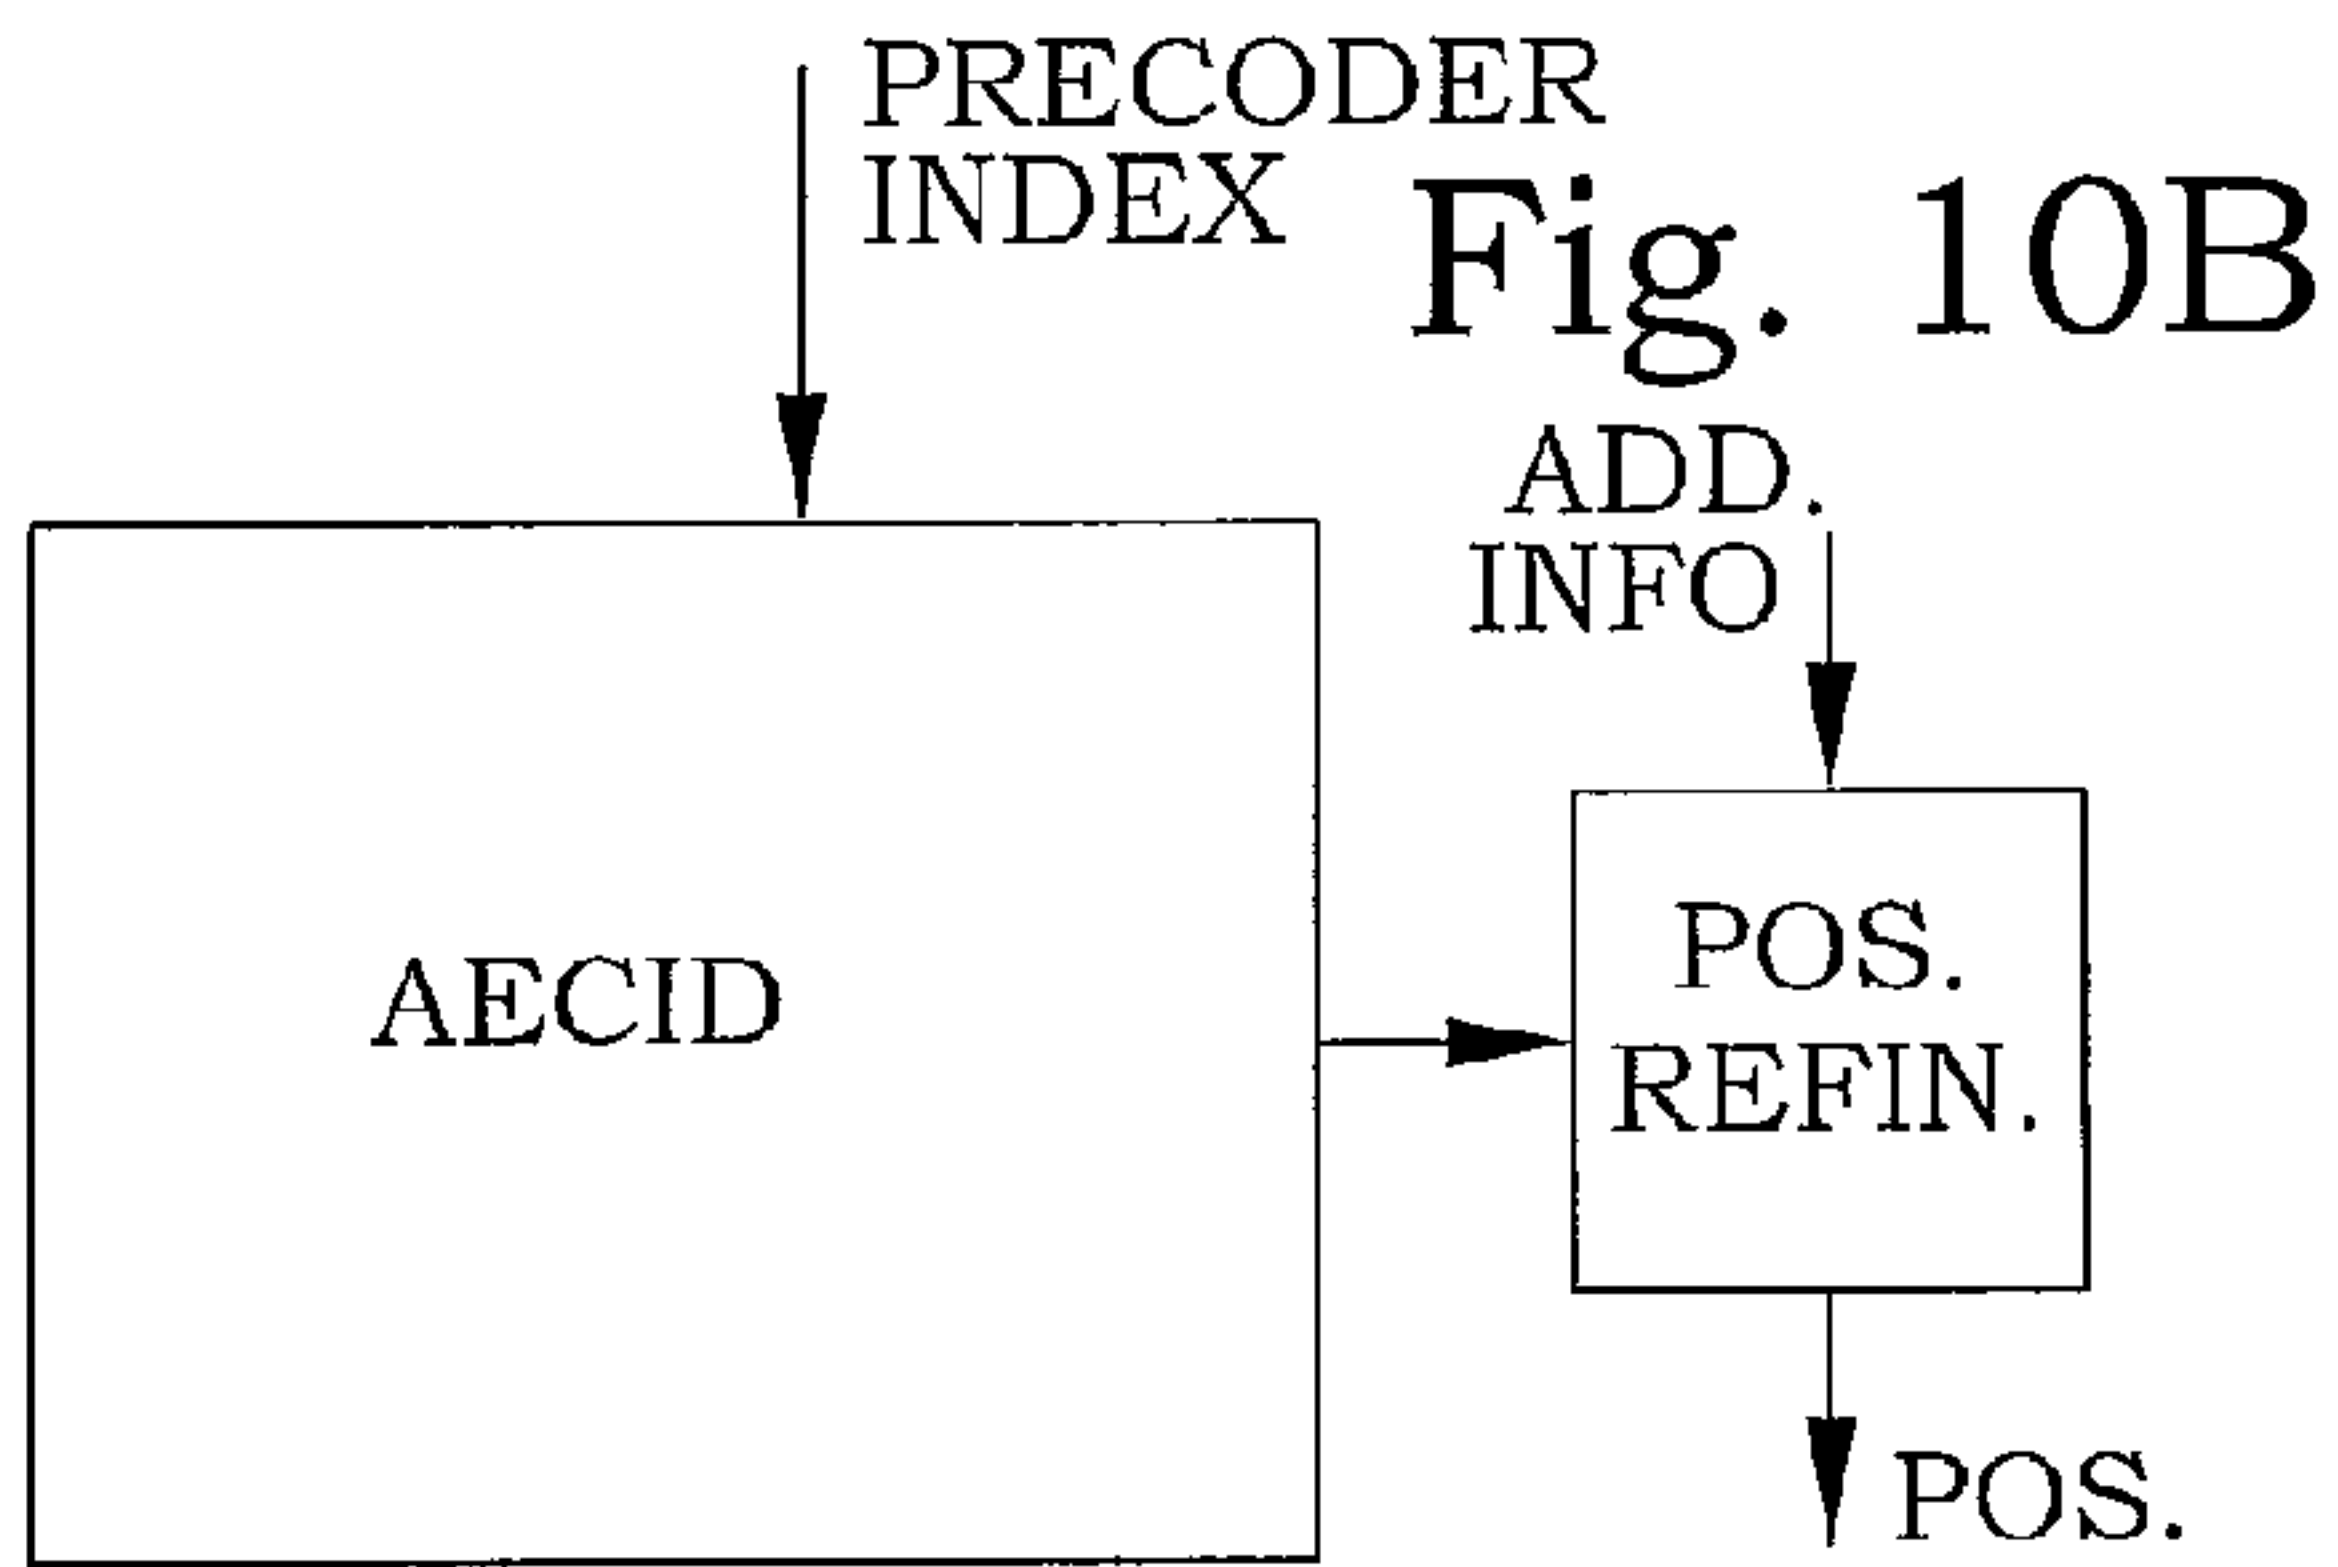 PRECODER
INDEX
Fig. 10B
ADD.
INFO
AECID
POS.
REFIN.
POS.